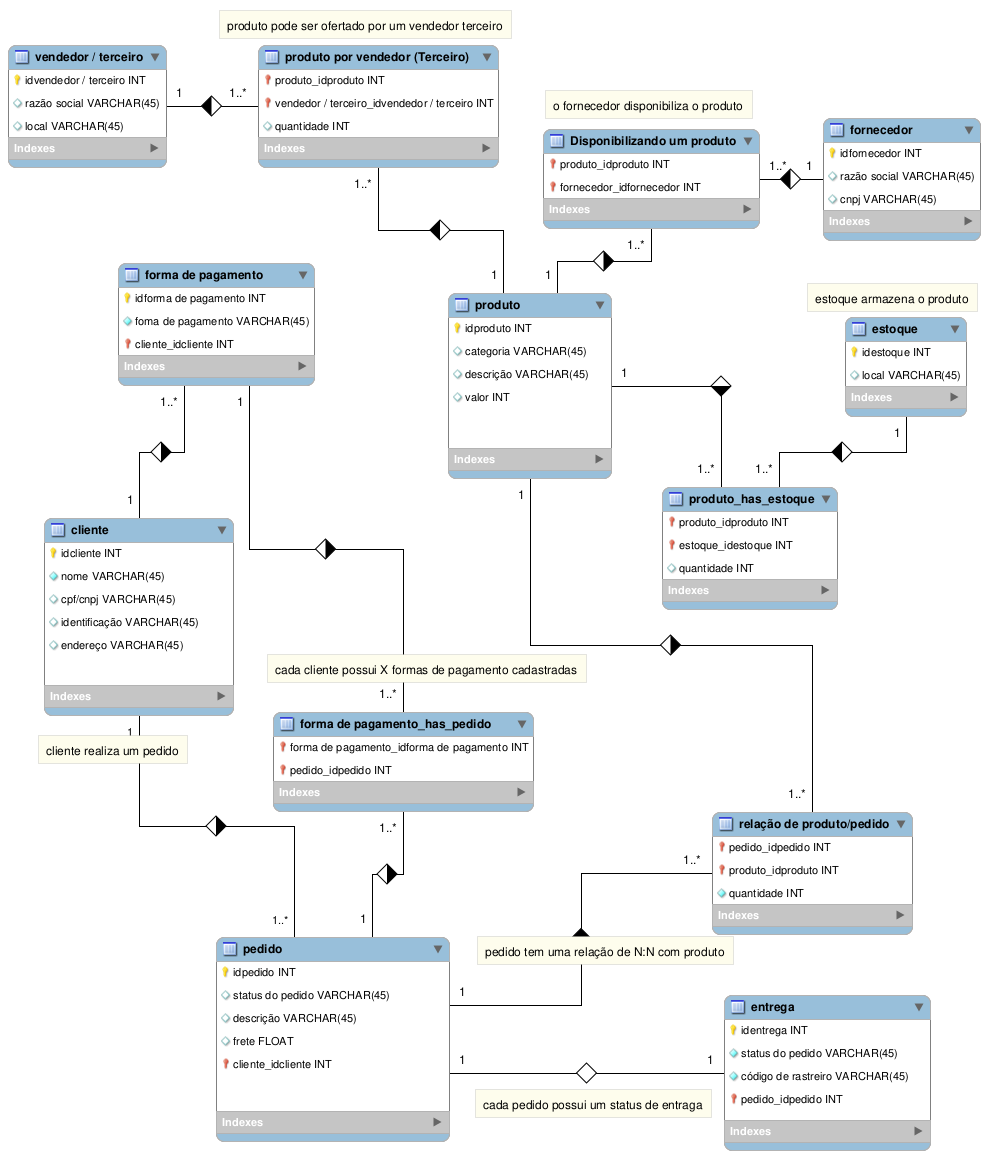 produto pode ser ofertado por um vendedor terceiro
vendedor / terceiro
idvendedor / terceiro INT
razão social VARCHAR(45)
local VARCHAR(45)
Indexes
1
1..*
produto por vendedor (Terceiro)
produto_idproduto INT
vendedor / terceiro_idvendedor / terceiro INT
quantidade INT
Indexes
1..*
1
o fornecedor disponibiliza o produto
Disponibilizando um produto
produto_idproduto INT
fornecedor_idfornecedor INT
Indexes
1..*
1
fornecedor
idfornecedor INT
razão social VARCHAR(45)
cnpj VARCHAR(45)
Indexes
1..*
1
forma de pagamento
idforma de pagamento INT
foma de pagamento VARCHAR(45)
cliente_idcliente INT
Indexes
1..*
1
1
produto
idproduto INT
categoria VARCHAR(45)
descrição VARCHAR(45)
valor INT
Indexes
1
1..*
1
estoque armazena o produto
estoque
idestoque INT
local VARCHAR(45)
Indexes
1
1..*
produto_has_estoque
produto_idproduto INT
estoque_idestoque INT
quantidade INT
Indexes
cliente
idcliente INT
nome VARCHAR(45)
cpf/cnpj VARCHAR(45)
identificação VARCHAR(45)
endereço VARCHAR(45)
Indexes
1
cliente realiza um pedido
1..*
cada cliente possui X formas de pagamento cadastradas
1..*
forma de pagamento_has_pedido
forma de pagamento_idforma de pagamento INT
pedido_idpedido INT
Indexes
1..*
1
1..*
relação de produto/pedido
pedido_idpedido INT
produto_idproduto INT
quantidade INT
Indexes
1..*
pedido tem uma relação de N:N com produto
1
pedido
idpedido INT
status do pedido VARCHAR(45)
descrição VARCHAR(45)
frete FLOAT
cliente_idcliente INT
Indexes
1
1
cada pedido possui um status de entraga
entrega
identrega INT
status do pedido VARCHAR(45)
código de rastreiro VARCHAR(45)
pedido_idpedido INT
Indexes